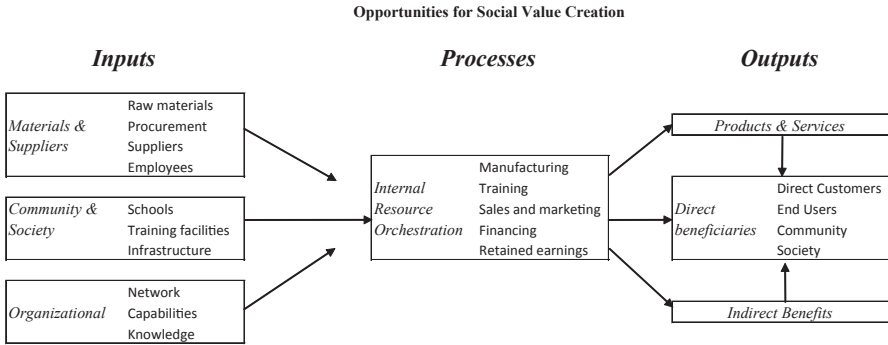 Opportunities for Social Value Creation
Inputs
Processes
Outputs
Materials &
Suppliers
Raw materials
Procurement
Suppliers
Employees
Community &
Society
Schools
Training facilities
Infrastructure
Organizational
Network
Capabilities
Knowledge
Internal
Resource
Orchestration
Manufacturing
Training
Sales and marketing
Financing
Retained earnings
Products & Services
Direct
beneficiaries
Direct Customers
End Users
Community
Society
Indirect Benefits